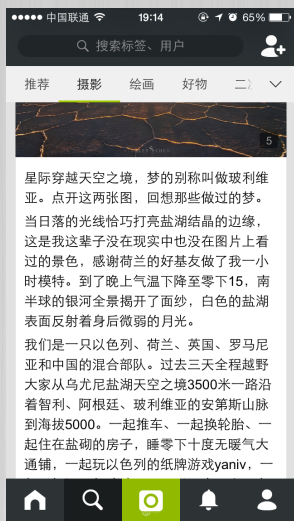 中国联通 19:14 65%
搜索标签、用户
推荐 摄影 绘画 好物
5
星际穿越天空之境，梦的别称叫做玻利维
亚。点开这两张图，回想那些做过的梦。
当日落的光线恰巧打亮盐湖结晶的边缘，
这是我这辈子没在现实中也没在图片上看
过的景色，感谢荷兰的好基友做了我一小
时模特。到了晚上气温下降至零下15，南
半球的银河全景揭开了面纱，白色的盐湖
表面反射着身后微弱的月光。
我们是一只以色列、荷兰、英国、罗马尼
亚和中国的混合部队。过去三天全程越野
大家从乌尤尼盐湖天空之境3500米一路沿
着智利、阿根廷、玻利维亚的安第斯山脉
到海拔5000。一起推车、一起换轮胎、一
起住在盐砌的房子，睡零下十度无暖气大
通铺，一起玩以色列的纸牌游戏yaniv，一